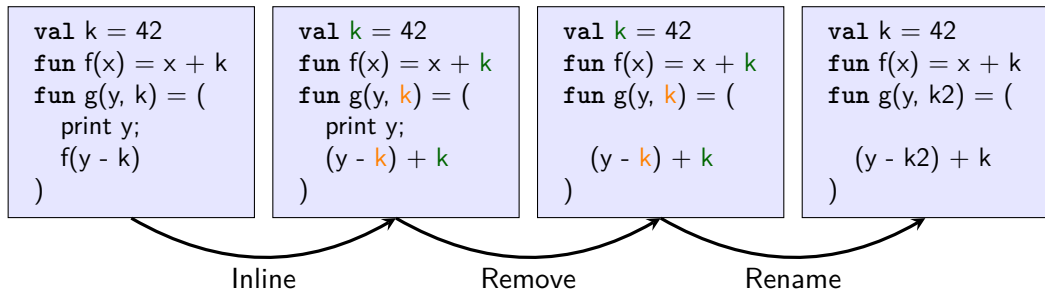 val k = 42
fun f(x) = x + k
fun g(y, k) = (
print y;
f(y - k)
)
val k = 42
fun f(x) = x + k
fun g(y, k) = (
print y;
(y - k) + k
)
val k = 42
fun f(x) = x + k
fun g(y, k) = (
(y - k) + k
)
val k = 42
fun f(x) = x + k
fun g(y, k2) = (
(y - k2) + k
)
Inline
Remove
Rename